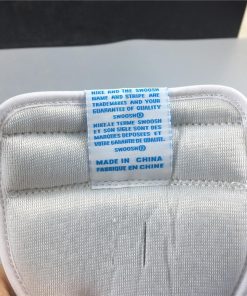 NIKE AND THE SWOOSH
NAME AND STRIPE ARE
TRADEMARKS AND YOUR
GUARANTEE OF QUALITY
SWOOSH®
NIKE.LE TERME SWOOSH
ET SON SIGLE SONT DES
MARQUES DEPOSEES ET
VOTRE GARANTIE DE QUALITE.
SWOOSH®
MADE IN CHINA
FABRIQUE EN CHINE